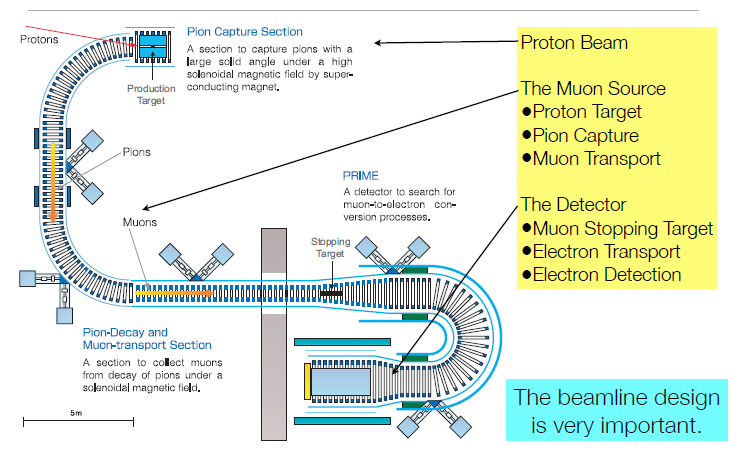 Protons
Pion Capture Section
A section to capture pions with a
large solid angle under a high
solenoidal magnetic field by super-
conducting magnet.
Production
Target
Pions
Muons
PRIME
A detector to search for
muon-to-electron con-
version processes.
Stopping
Target
Pion-Decay and
Muon-transport Section
A section to collect muons
from decay of pions under a
solenoidal magnetic field.
5m
Proton Beam
The Muon Source
●Proton Target
●Pion Capture
●Muon Transport
The Detector
●Muon Stopping Target
●Electron Transport
●Electron Detection
The beamline design
is very important.